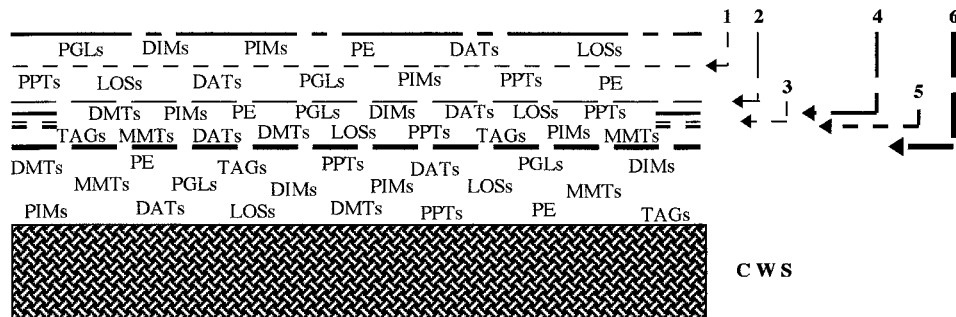 1 2 4 6
PGLs DIMs PIMs PE DATs LOSs
PPTs LOSs DATs PGLs PIMs PPTs PE
3
5
DMTs PIMs PE PGLs DIMs DATs LOSs PPTs
TAGs MMTs DATs DMTs LOSs PPTs TAGs PIMs MMTs
DMTs PE TAGs PPTs DATs PGLs DIMs
MMTs PGLs DIMs PIMs LOSs MMTs
PIMs DATs LOSs DMTs PPTs PE TAGs
CWS